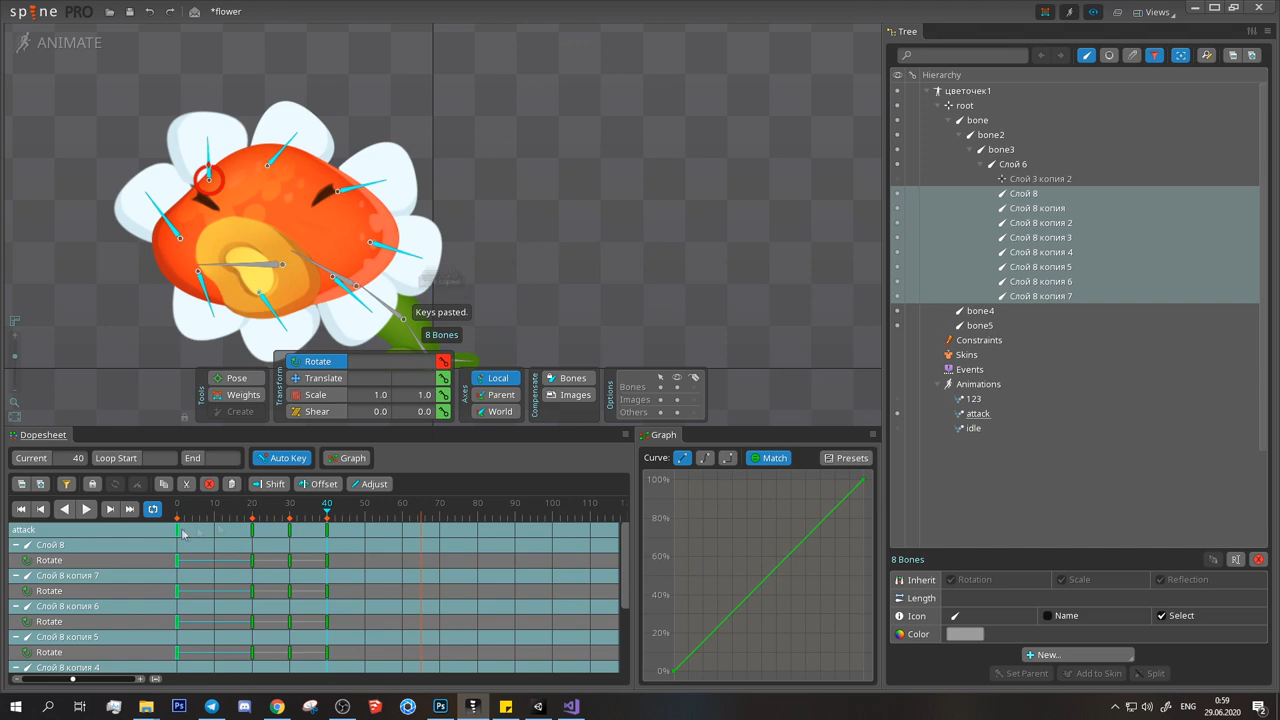 spine PRO *flower Views
ANIMATE
Tree
Hierarchy
цветочек1
root
bone
bone2
bone3
Слой 6
Слой 3 копия 2
Слой 8
Слой 8 копия
Слой 8 копия 2
Слой 8 копия 3
Слой 8 копия 4
Слой 8 копия 5
Слой 8 копия 6
Слой 8 копия 7
bone4
bone5
Constraints
Skins
Events
Animations
123
attack
idle
Keys pasted.
8 Bones
Tools
Pose
Weights
Create
Transform
Rotate
Translate
Scale 1.0 1.0
Shear 0.0 0.0
Axes
Local
Parent
World
Compensate
Bones
Images
Options
Bones
Images
Others
Dopesheet
Current 40 Loop Start End Auto Key Graph
Shift Offset Adjust
0 10 20 30 40 50 60 70 80 90 100 110
attack
Слой 8
Rotate
Слой 8 копия 7
Rotate
Слой 8 копия 6
Rotate
Слой 8 копия 5
Rotate
Слой 8 копия 4
Graph
Curve: Match Presets
100%
80%
60%
40%
20%
0%
8 Bones
Inherit Rotation Scale Reflection
Length
Icon Name Select
Color
New...
Set Parent Add to Skin Split
ENG 0:59
29.06.2020
2